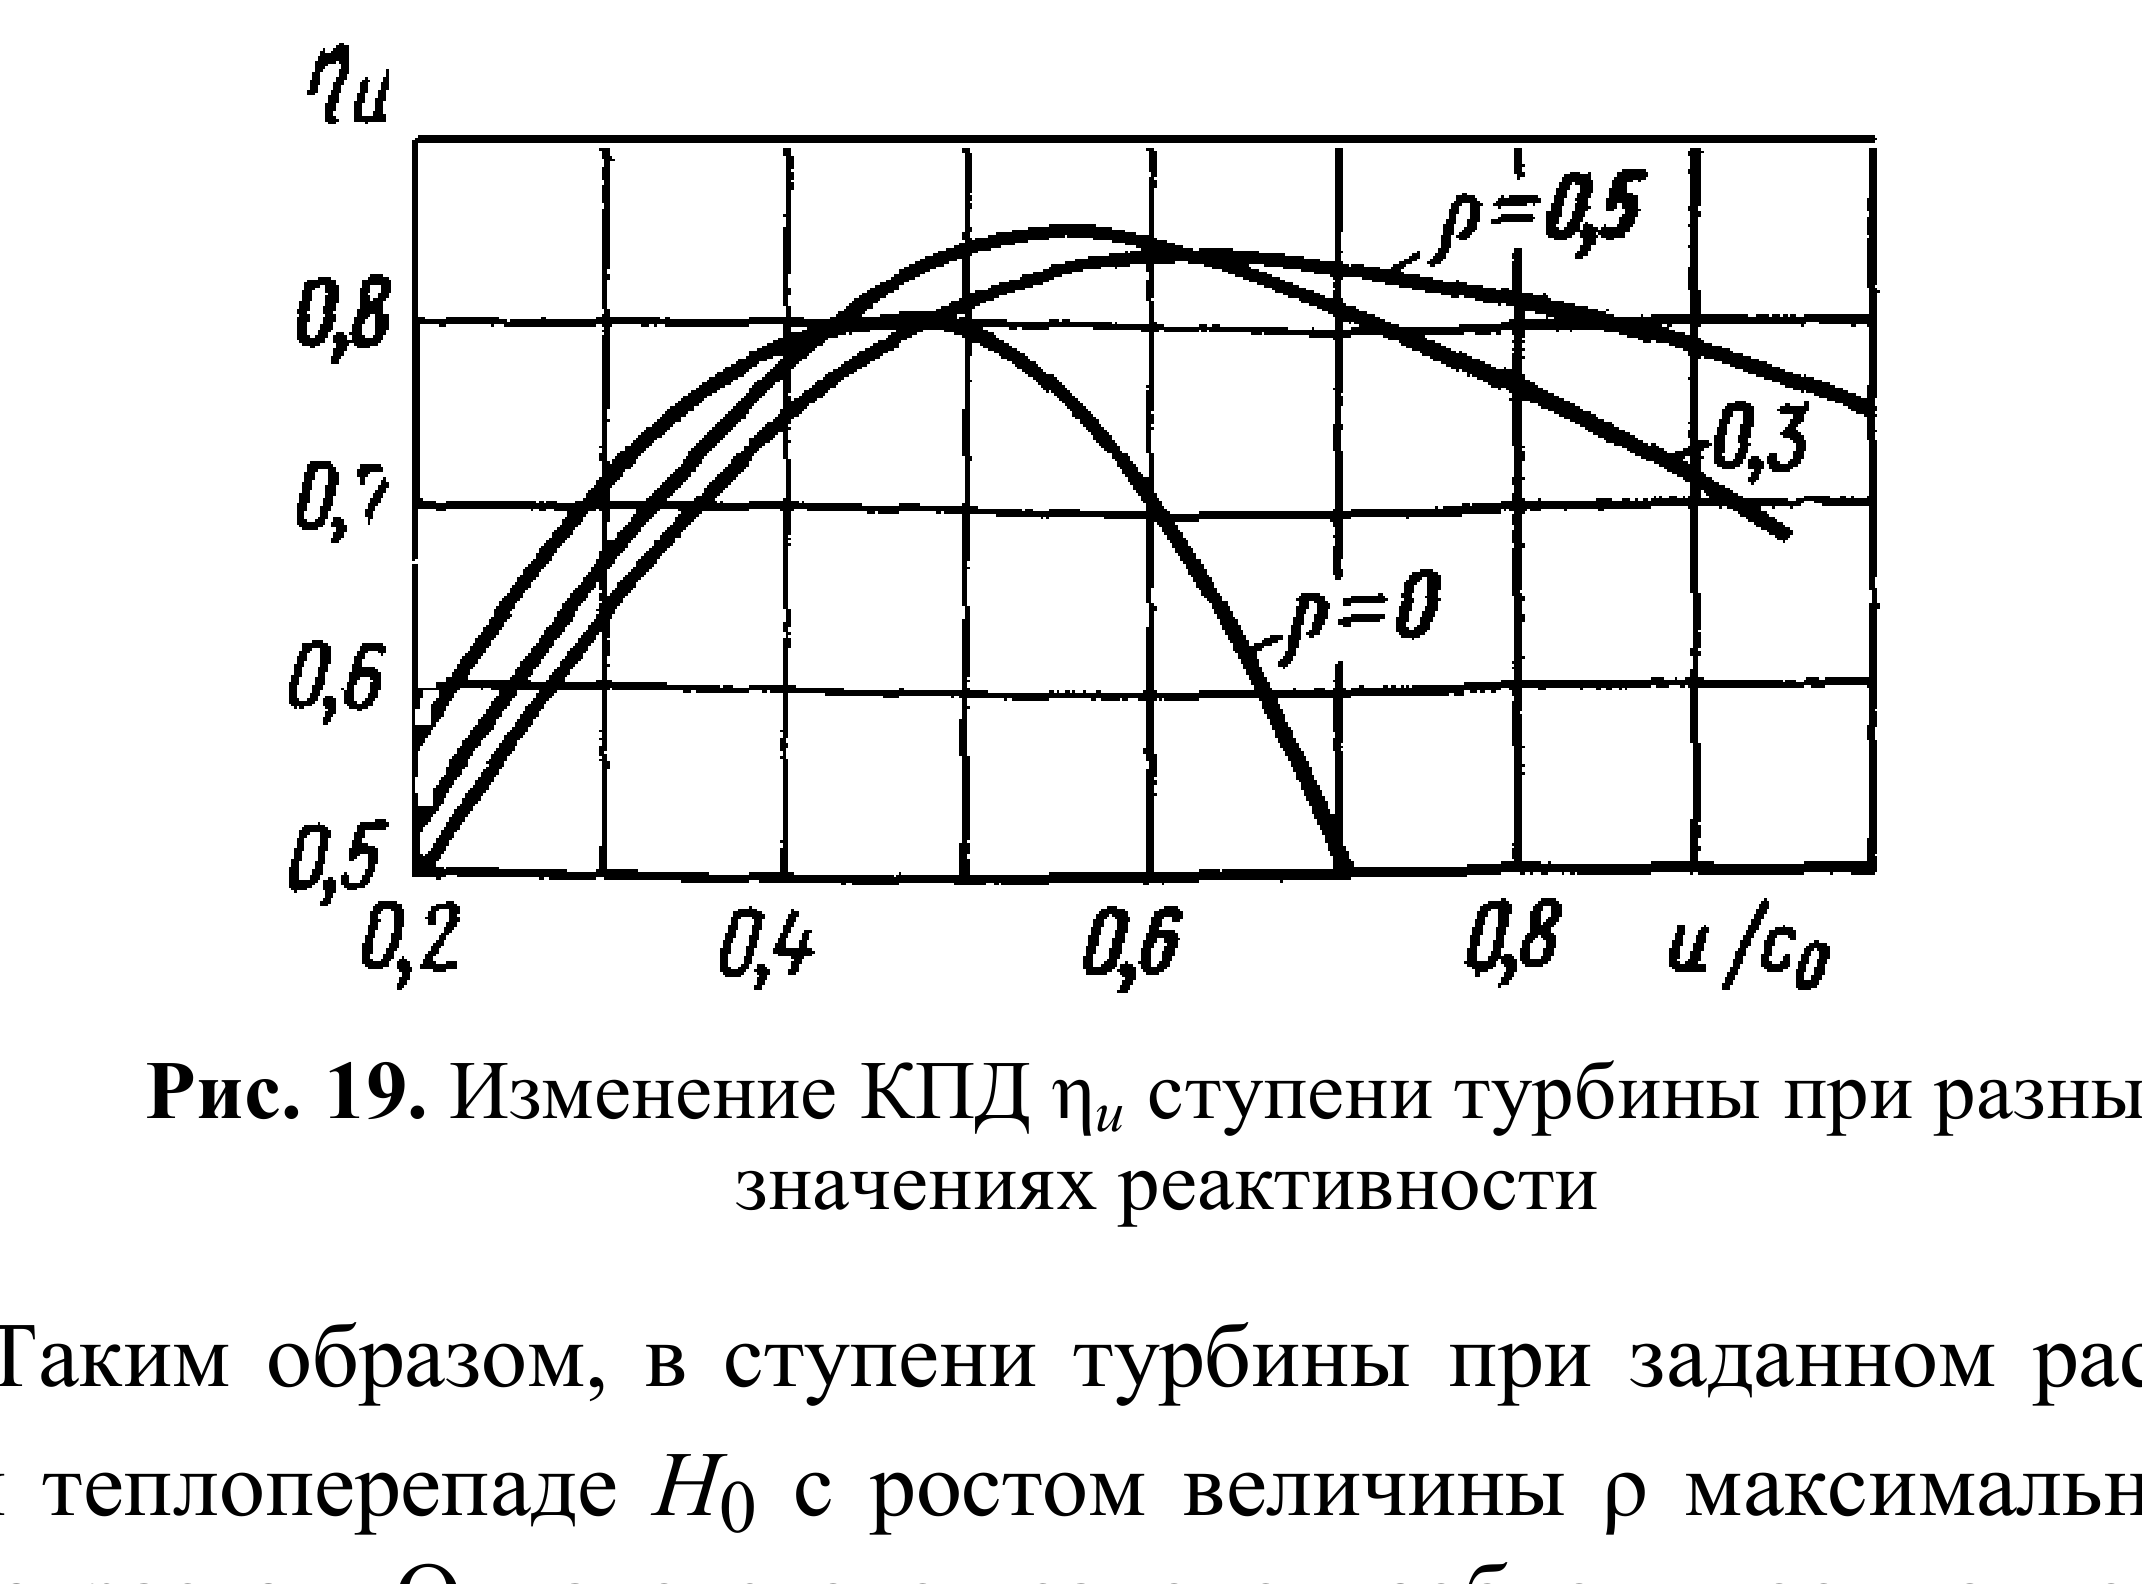 ηu
ρ=0,5
0,8
0,3
0,7
ρ=0
0,6
0,5
0,2 0,4 0,6 0,8 u/c₀
Рис. 19. Изменение КПД ηu ступени турбины при разны
значениях реактивности
Таким образом, в ступени турбины при заданном рас
теплоперепаде H₀ с ростом величины ρ максимальн